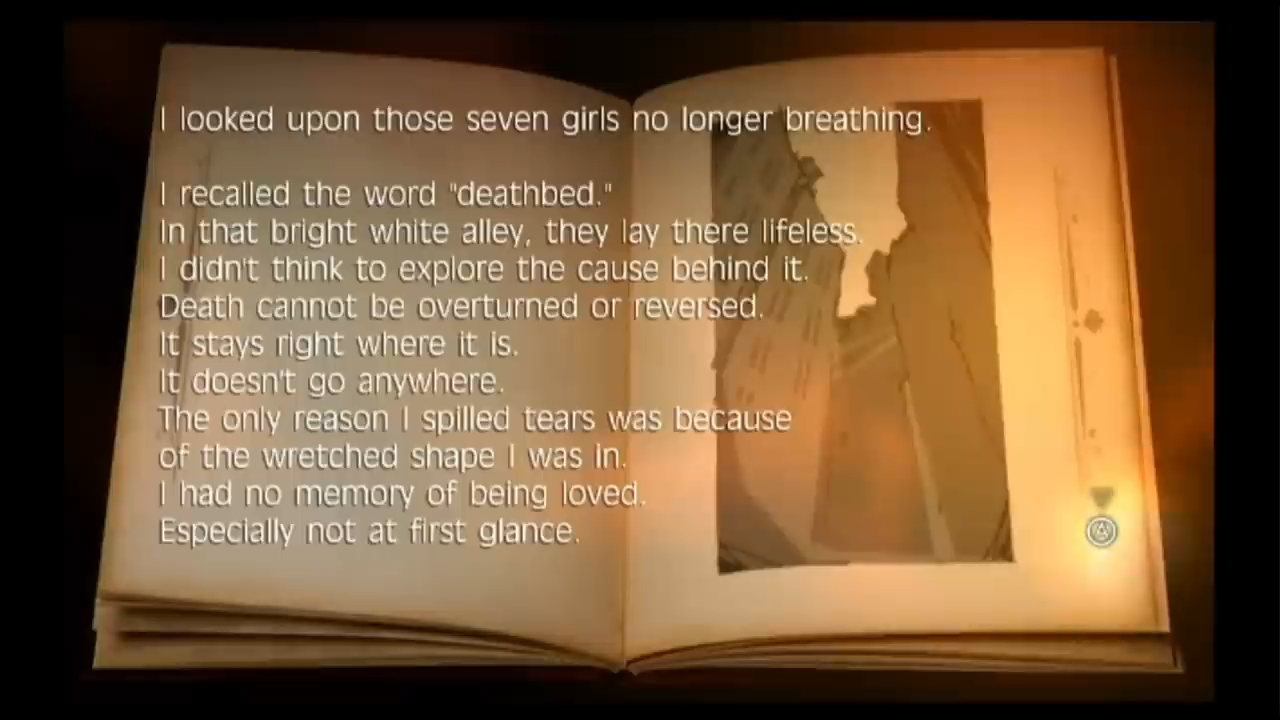 I looked upon those seven girls no longer breathing.
I recalled the word "deathbed."
In that bright white alley, they lay there lifeless.
I didn't think to explore the cause behind it.
Death cannot be overturned or reversed.
It stays right where it is.
It doesn't go anywhere.
The only reason I spilled tears was because
of the wretched shape I was in.
I had no memory of being loved.
Especially not at first glance.
A